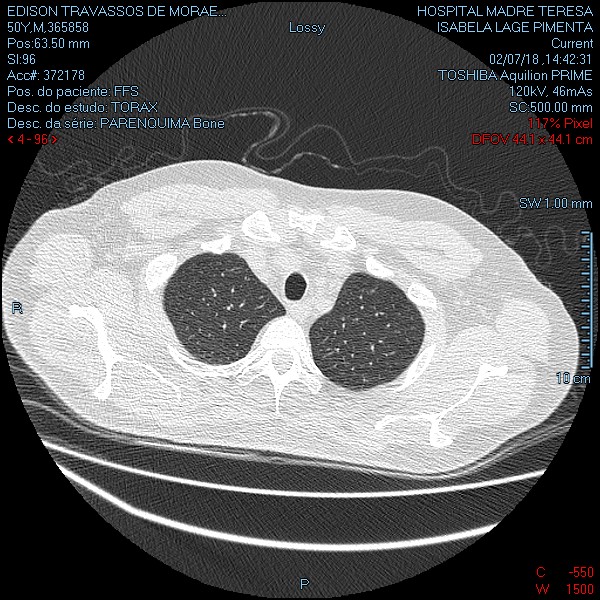 EDISON TRAVASSOS DE MORAE...
50Y,M,365858
Pos:63.50 mm
SI:96
Acc#: 372178
Pos. do paciente: FFS
Desc. do estudo: TORAX
Desc. da série: PARENQUIMA Bone
< 4 - 96 >
Lossy
HOSPITAL MADRE TERESA
ISABELA LAGE PIMENTA
Current
02/07/18 ,14:42:31
TOSHIBA Aquilion PRIME
120kV, 46mAs
SC:500.00 mm
117% Pixel
DFOV 44.1 x 44.1 cm
SW 1.00 mm
R
10 cm
P
C -550
W 1500